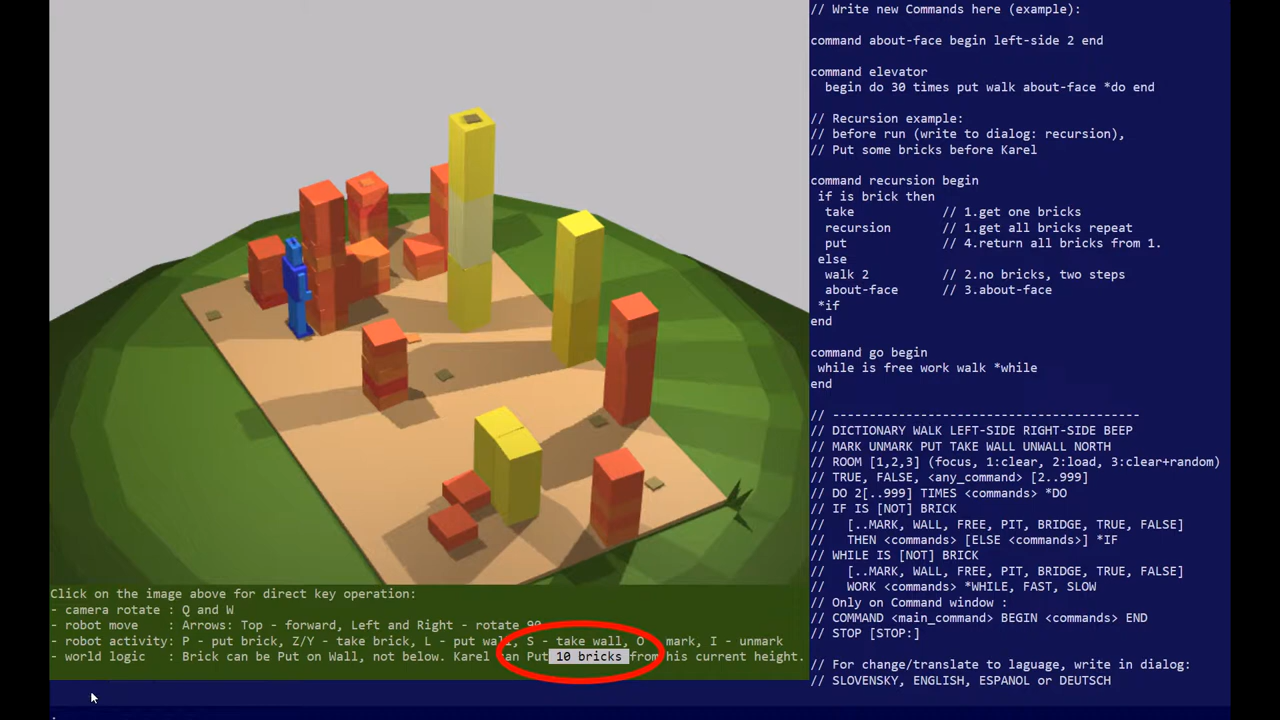 // Write new Commands here (example):
command about-face begin left-side 2 end
command elevator
begin do 30 times put walk about-face *do end
// Recursion example:
// before run (write to dialog: recursion),
// Put some bricks before Karel
command recursion begin
if is brick then
take // 1.get one bricks
recursion // 1.get all bricks repeat
put // 4.return all bricks from 1.
else
walk 2 // 2.no bricks, two steps
about-face // 3.about-face
*if
end
command go begin
while is free work walk *while
end
// ----------------------------------------
// DICTIONARY WALK LEFT-SIDE RIGHT-SIDE BEEP
// MARK UNMARK PUT TAKE WALL UNWALL NORTH
// ROOM [1,2,3] (focus, 1:clear, 2:load, 3:clear+random)
// TRUE, FALSE, <any_command> [2..999]
// DO 2[..999] TIMES <commands> *DO
// IF IS [NOT] BRICK
// [..MARK, WALL, FREE, PIT, BRIDGE, TRUE, FALSE]
// THEN <commands> [ELSE <commands>] *IF
// WHILE IS [NOT] BRICK
// [..MARK, WALL, FREE, PIT, BRIDGE, TRUE, FALSE]
// WORK <commands> *WHILE, FAST, SLOW
// Only on Command window :
// COMMAND <main_command> BEGIN <commands> END
// STOP [STOP:]
// For change/translate to laguage, write in dialog:
// SLOVENSKY, ENGLISH, ESPANOL or DEUTSCH
Click on the image above for direct key operation:
- camera rotate : Q and W
- robot move : Arrows: Top - forward, Left and Right - rotate 90
- robot activity: P - put brick, Z/Y - take brick, L - put wall, S - take wall, O mark, I - unmark
- world logic : Brick can be Put on Wall, not below. Karel can Put 10 bricks from his current height.